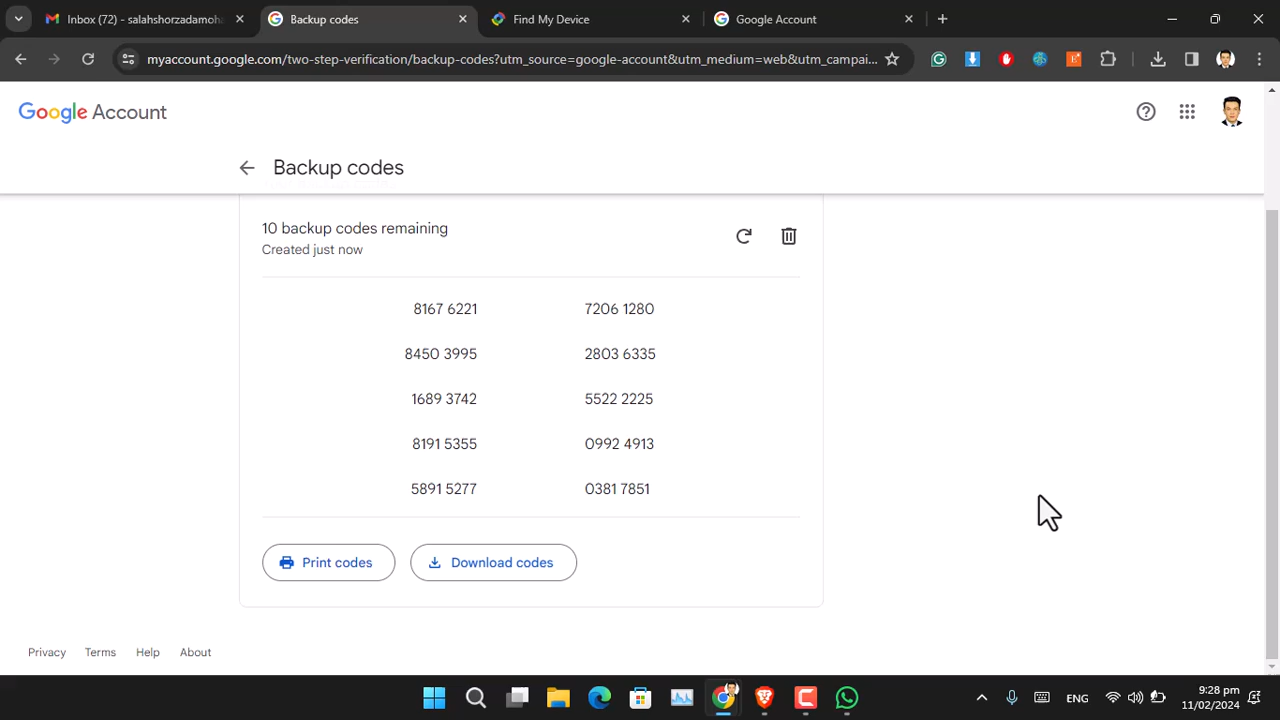 Inbox (72) - salahshorzadamoha
Backup codes
Find My Device
Google Account
myaccount.google.com/two-step-verification/backup-codes?utm_source=google-account&utm_medium=web&utm_campai...
Google Account
Backup codes
10 backup codes remaining
Created just now
8167 6221 7206 1280
8450 3995 2803 6335
1689 3742 5522 2225
8191 5355 0992 4913
5891 5277 0381 7851
Print codes Download codes
Privacy Terms Help About
ENG
9:28 pm
11/02/2024